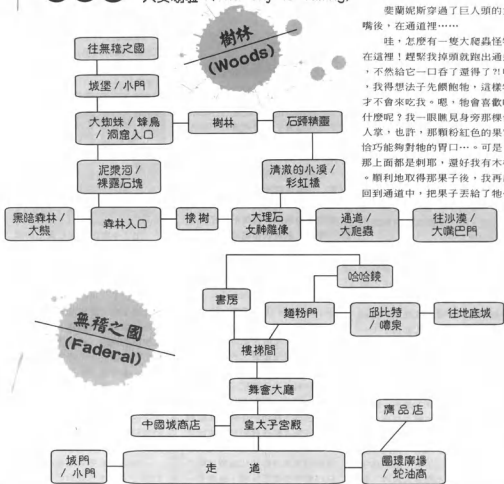 樹林
(Woods)
往無稽之國
城堡/小門
大蜘蛛/蜂鳥
/洞窟入口
樹林
石蹄精靈
泥漿河/
裸露石塊
清澈的小溪/
彩虹橋
黑暗森林/
大熊
森林入口
橡樹
大理石
女神雕像
通道/
大爬蟲
往沙漠/
大嘴巴門
斐蘭妮斯穿過了巨人頭的
嘴後,在通道裡……
哇,怎麼有一隻大爬蟲怪
在這裡!趕緊我掉頭就跑出通
,不然給它一口吞了還得了?!
,我得想法子先餵飽牠,這樣
才不會來吃我。嗯,牠會喜歡
什麼呢?我一眼瞧見身旁那棵
人掌,也許,那顆粉紅色的果
恰巧能夠對牠的胃口…。可是
那上面都是刺耶,還好我有木
。順利地取得那果子後,我再
回到通道中,把果子丟給了牠
無稽之國
(Faderal)
哈哈鏡
書房
麵粉門
邱比特
/噴泉
往地底城
樓梯間
舞會大廳
中國城商店
皇太子宮殿
贋品店
城門
/小門
走道
圓環廣場
/蛇油商